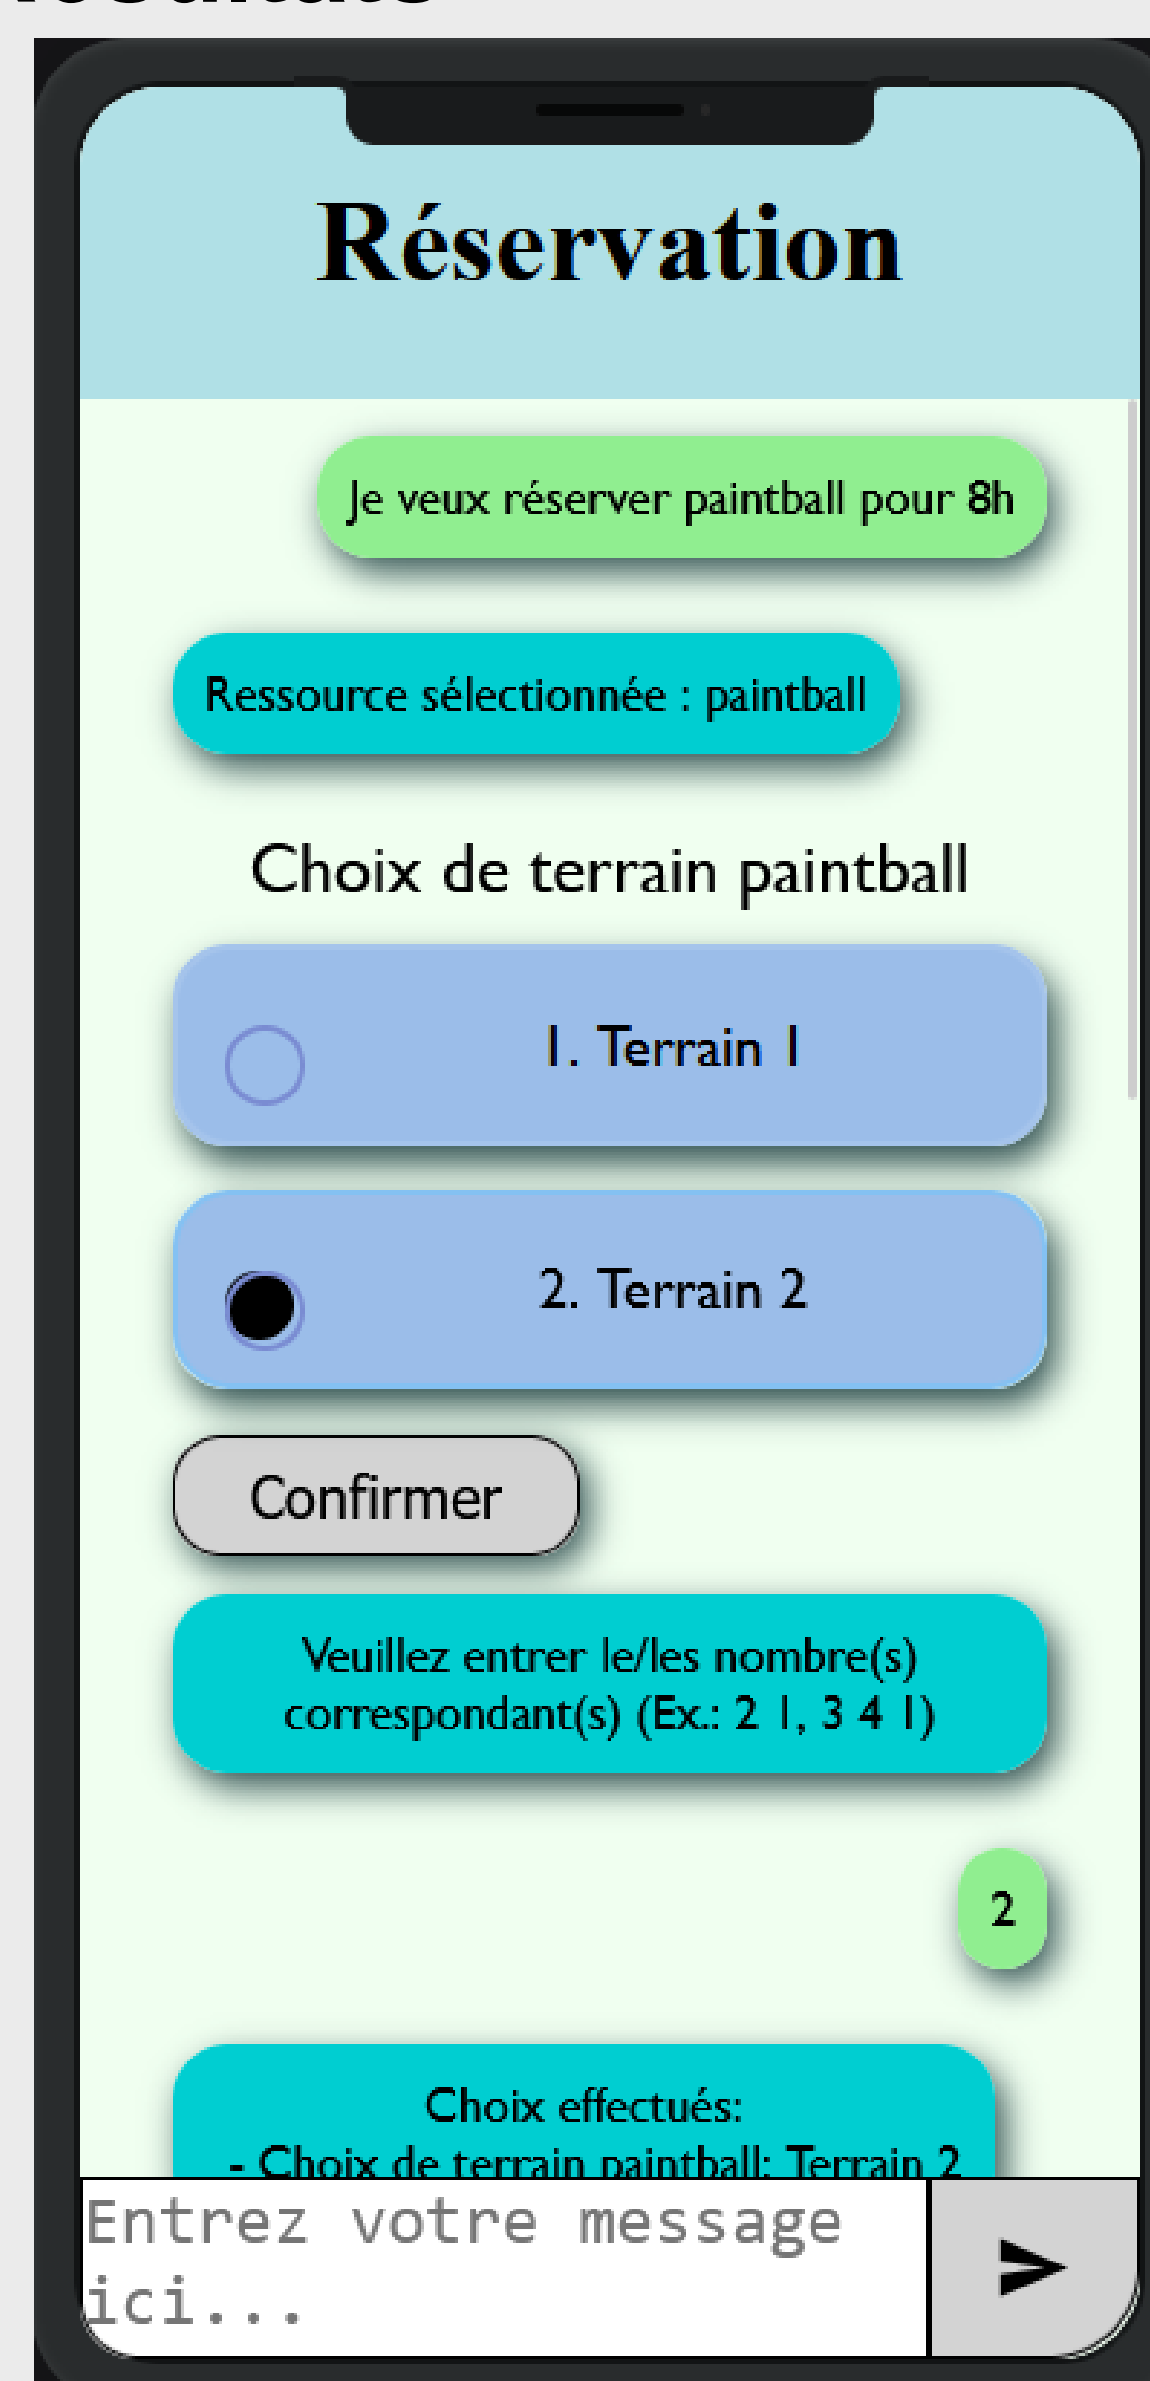 résultats
Réservation
Je veux réserver paintball pour 8h
Ressource sélectionnée : paintball
Choix de terrain paintball
1. Terrain 1
2. Terrain 2
Confirmer
Veuillez entrer le/les nombre(s)
correspondant(s) (Ex.: 2 1, 3 4 1)
2
Choix effectués:
- Choix de terrain paintball: Terrain 2
Entrez votre message
ici...